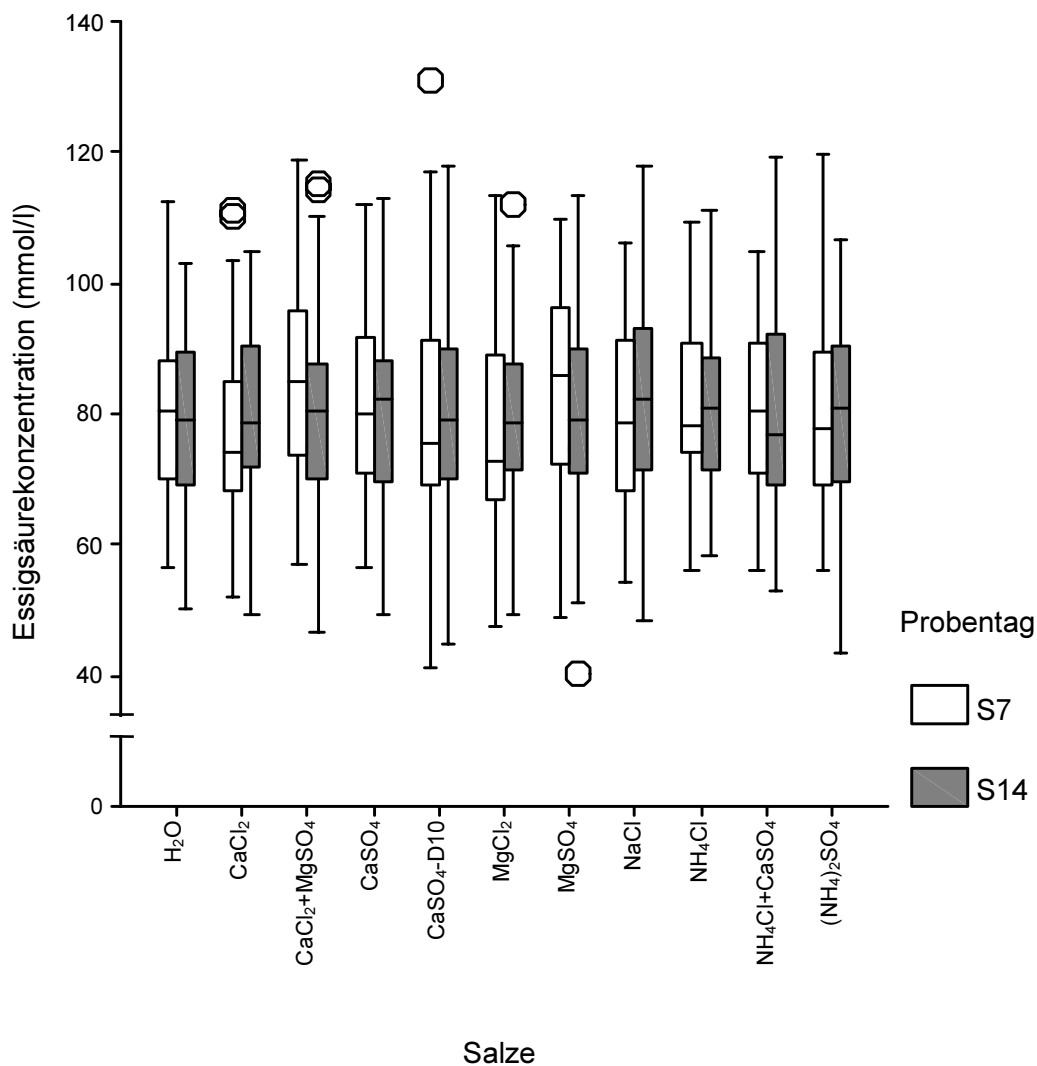 140
120
100
80
60
40
0
Essigsäurekonzentration (mmol/l)
H₂O
CaCl₂
CaCl₂+MgSO₄
CaSO₄
CaSO₄-D10
MgCl₂
MgSO₄
NaCl
NH₄Cl
NH₄Cl+CaSO₄
(NH₄)₂SO₄
Salze
Probentag
S7
S14